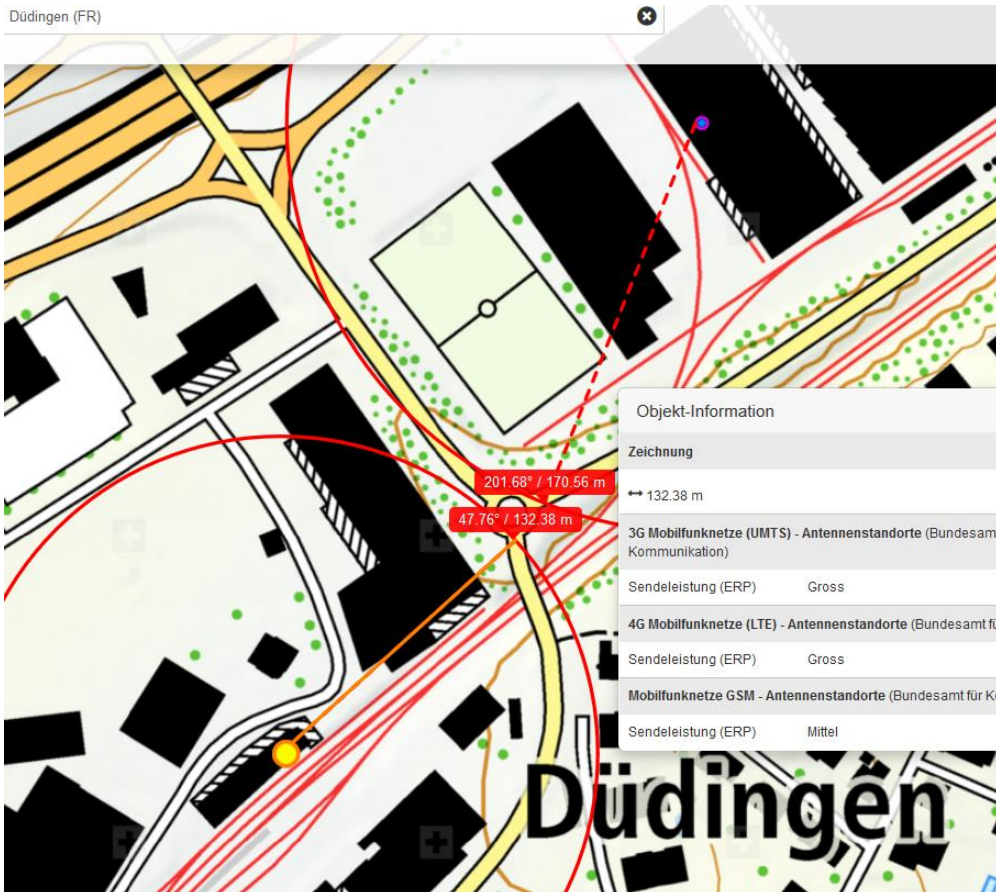 Düdingen (FR)
201.68° / 170.56 m
47.76° / 132.38 m
Objekt-Information
Zeichnung
132.38 m
3G Mobilfunknetze (UMTS) - Antennenstandorte (Bundesam
Kommunikation)
Sendeleistung (ERP) Gross
4G Mobilfunknetze (LTE) - Antennenstandorte (Bundesamt fü
Sendeleistung (ERP) Gross
Mobilfunknetze GSM - Antennenstandorte (Bundesamt für K
Sendeleistung (ERP) Mittel
Düdingen